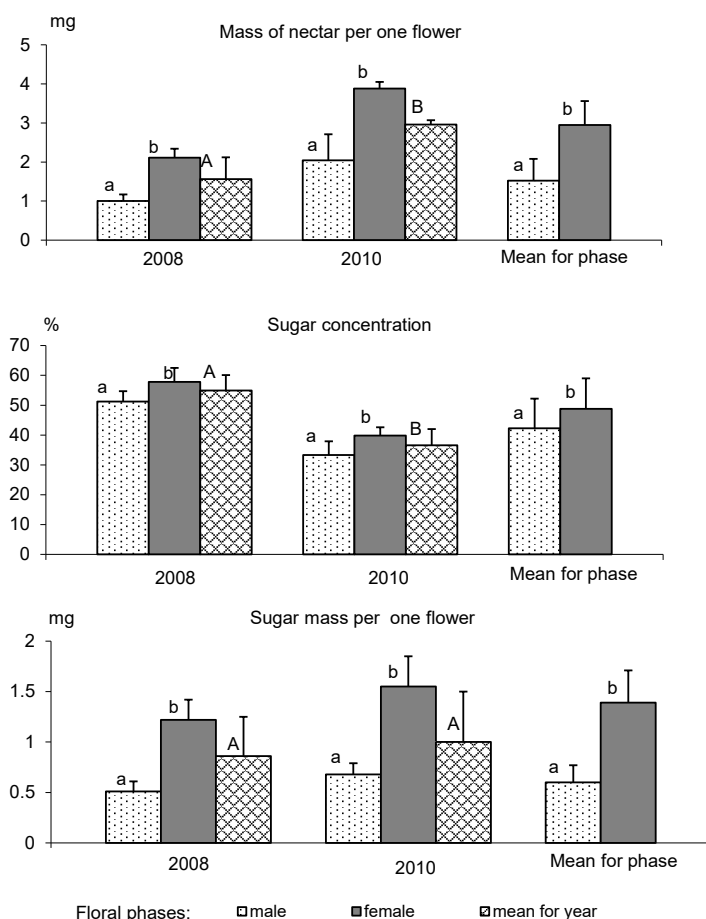 mg
Mass of nectar per one flower
5
4
3
2
1
0
a
b
A
a
b
B
a
b
2008
2010
Mean for phase
%
Sugar concentration
70
60
50
40
30
20
10
0
a
b
A
a
b
B
a
b
2008
2010
Mean for phase
mg
Sugar mass per one flower
2
1.5
1
0.5
0
a
b
A
a
b
A
a
b
2008
2010
Mean for phase
Floral phases: male female mean for year